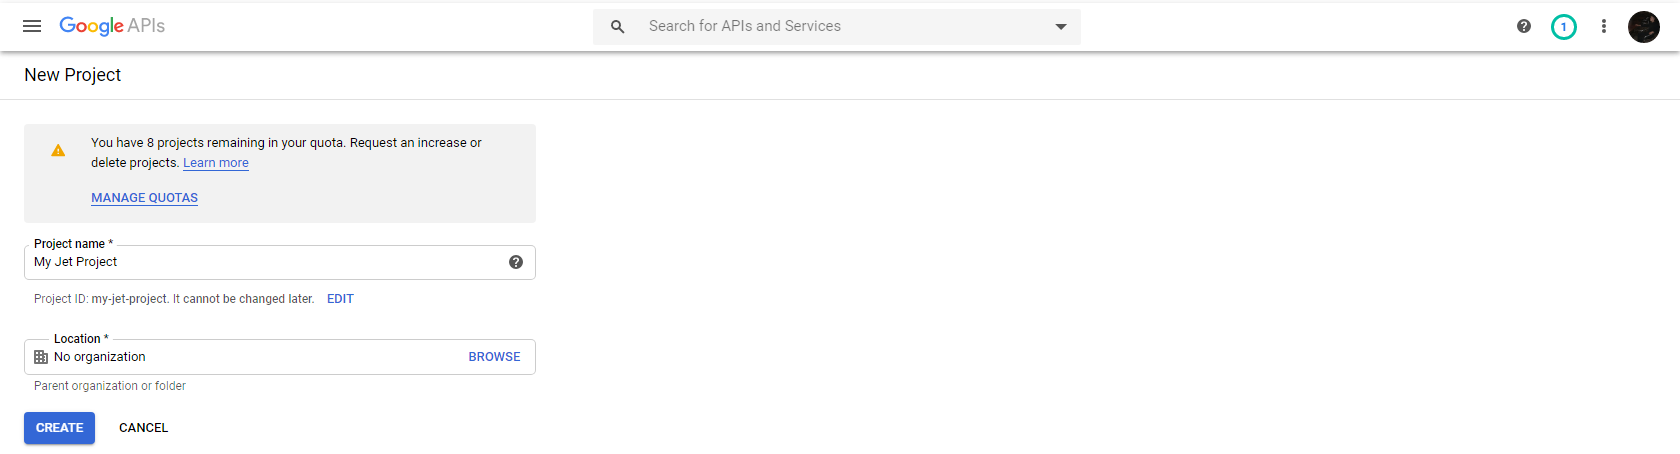 Google APIs
Search for APIs and Services
1
New Project
You have 8 projects remaining in your quota. Request an increase or
delete projects. Learn more
MANAGE QUOTAS
Project name *
My Jet Project
Project ID: my-jet-project. It cannot be changed later. EDIT
Location *
No organization BROWSE
Parent organization or folder
CREATE CANCEL